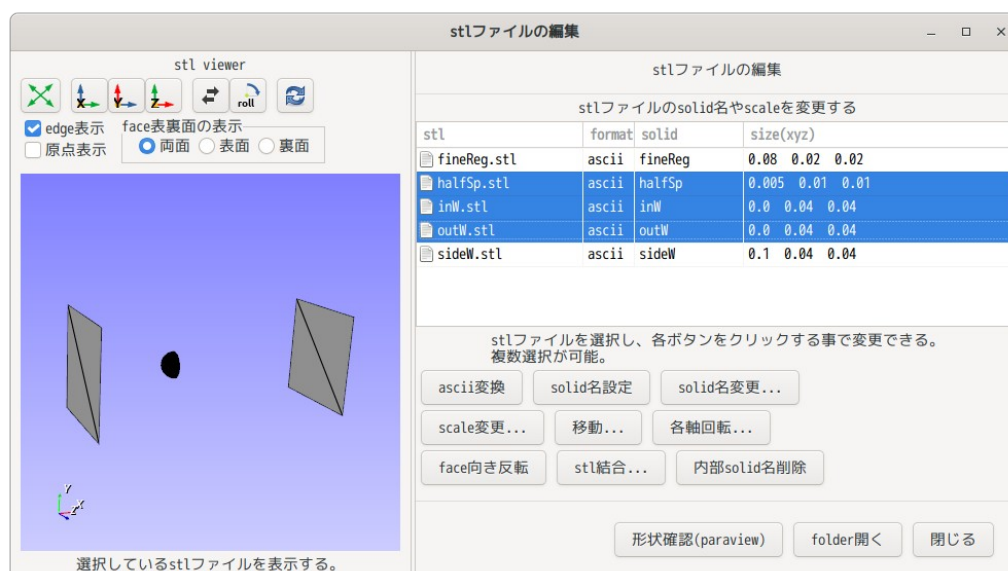 stlファイルの編集
stl viewer
X Y Z roll
edge表示
原点表示
face表裏面の表示
両面 表面 裏面
Y
Z X
選択しているstlファイルを表示する。
stlファイルの編集
stlファイルのsolid名やscaleを変更する
stl format solid size(xyz)
fineReg.stl ascii fineReg 0.08 0.02 0.02
halfSp.stl ascii halfSp 0.005 0.01 0.01
inW.stl ascii inW 0.0 0.04 0.04
outW.stl ascii outW 0.0 0.04 0.04
sideW.stl ascii sideW 0.1 0.04 0.04
stlファイルを選択し、各ボタンをクリックする事で変更できる。
複数選択が可能。
ascii変換 solid名設定 solid名変更...
scale変更... 移動... 各軸回転...
face向き反転 stl結合... 内部solid名削除
形状確認(paraview) folder開く 閉じる